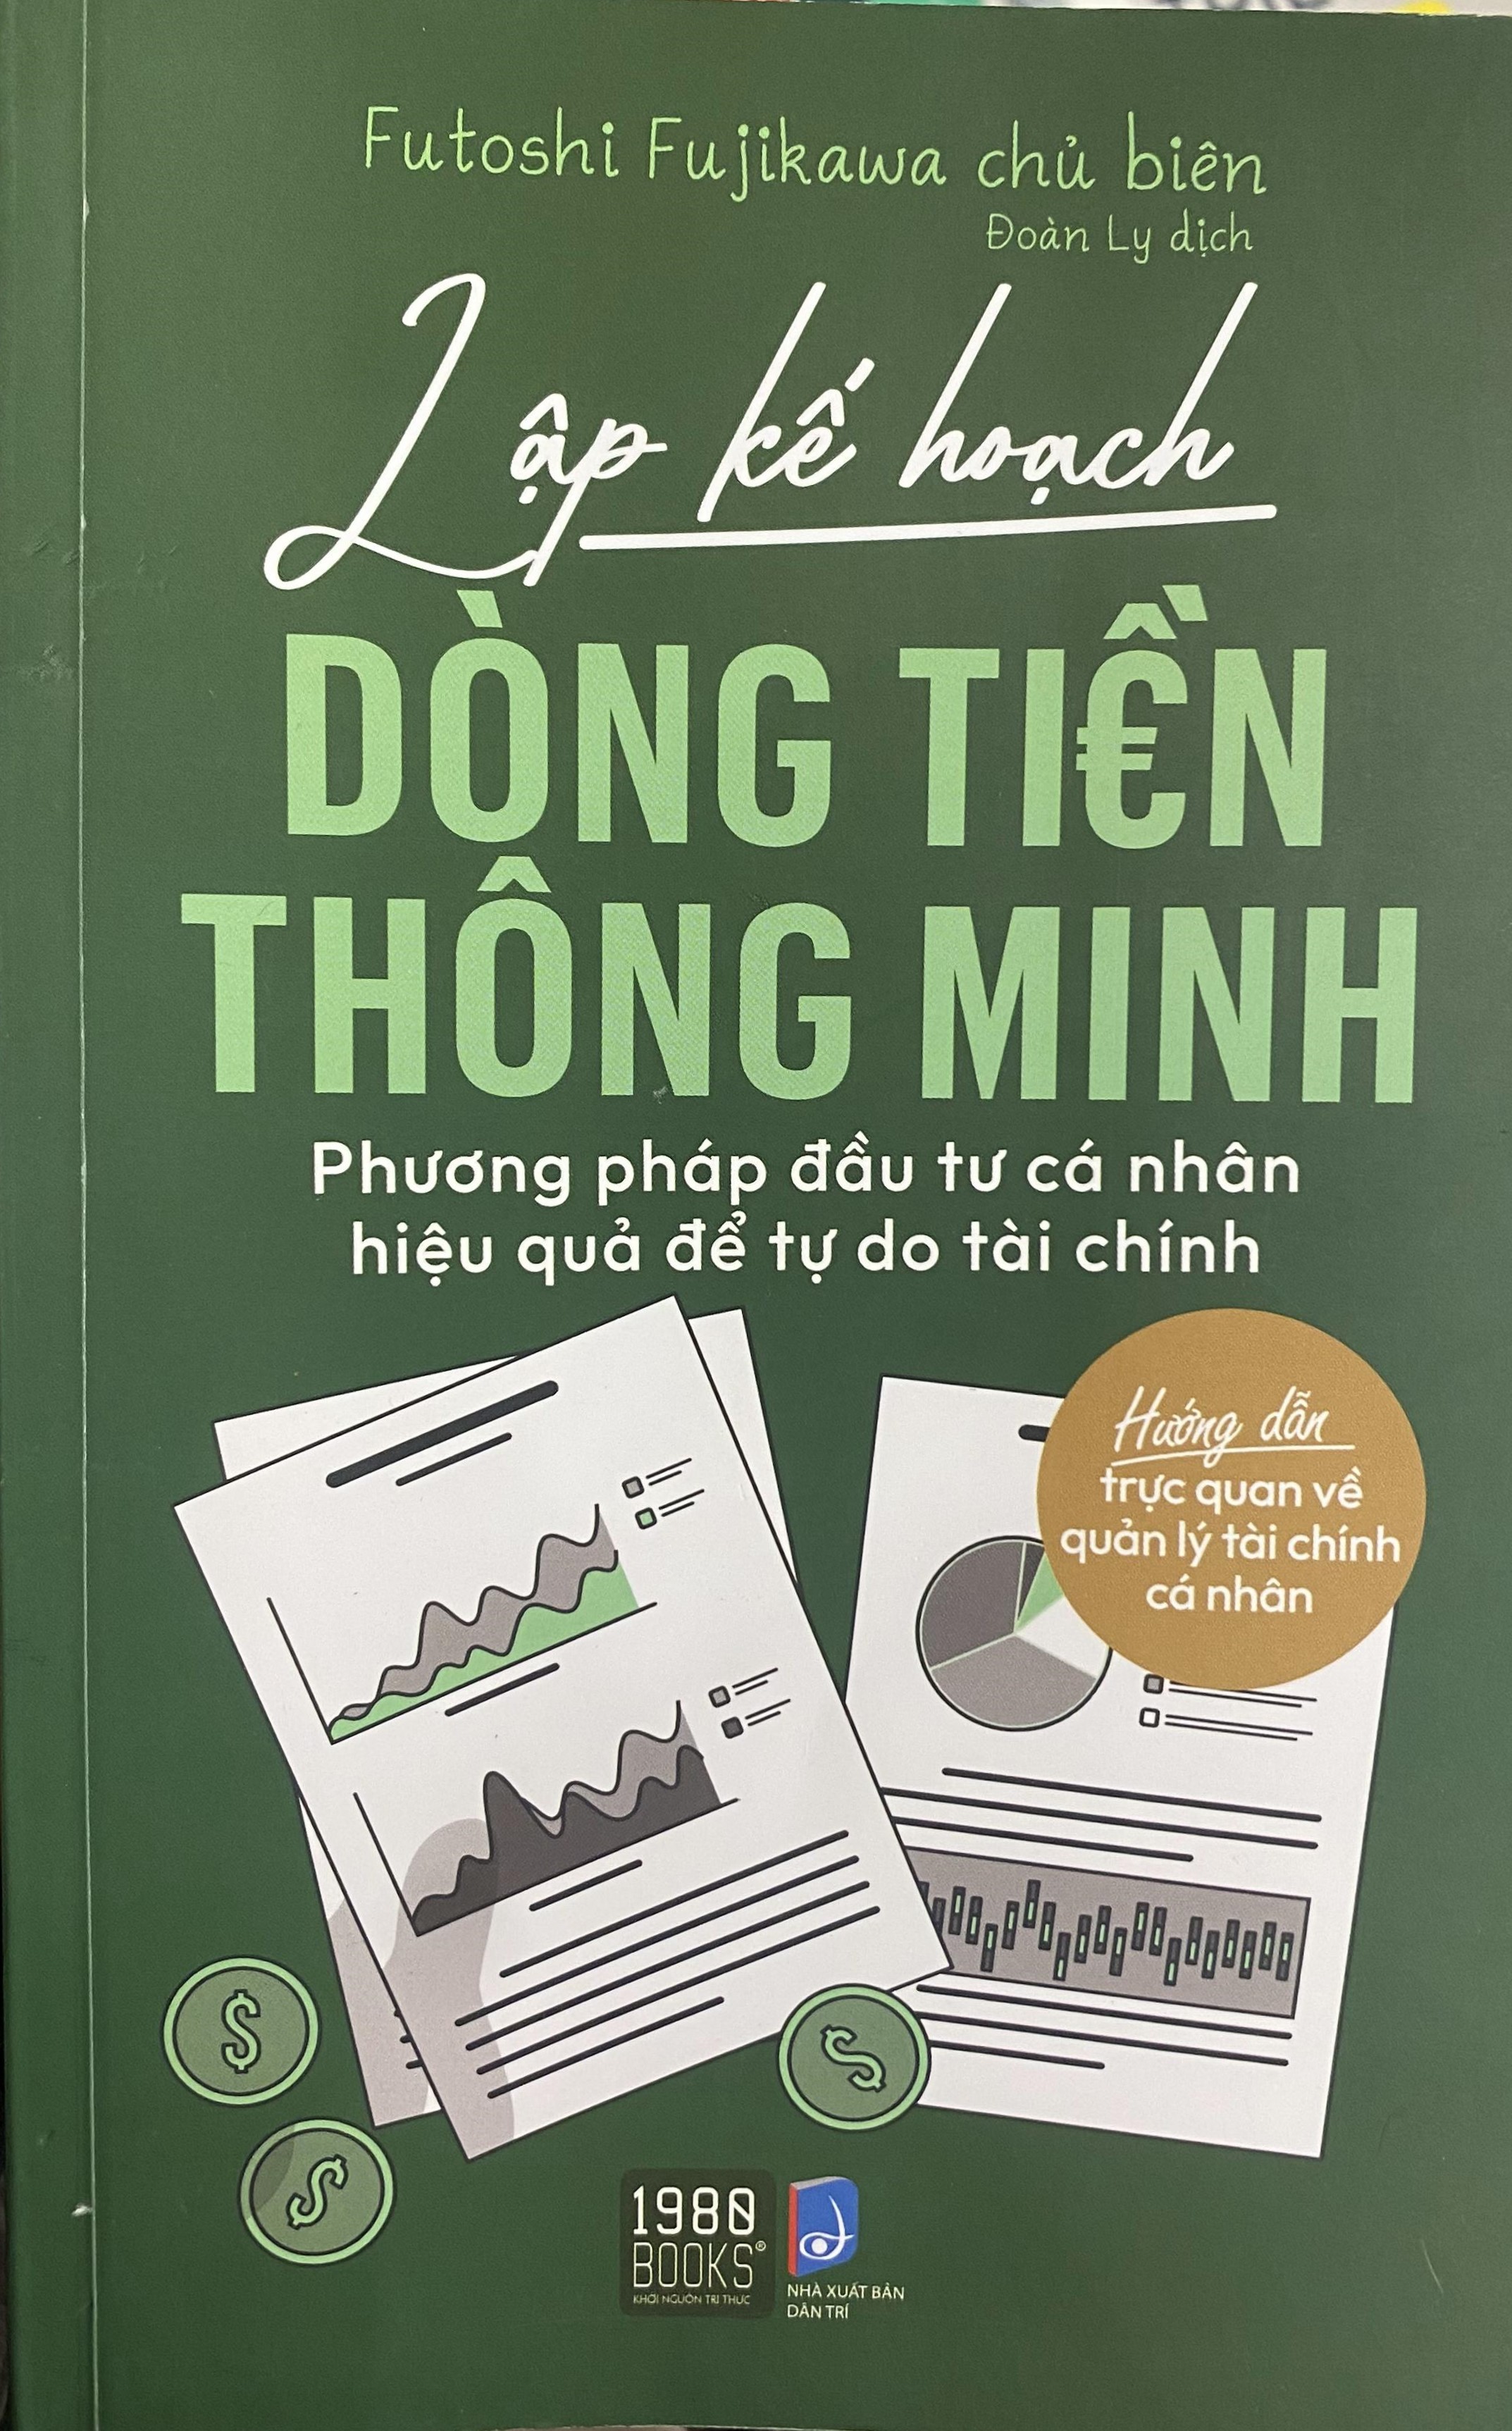 Futoshi Fujikawa chủ biên
Đoàn Ly dịch
Lập kế hoạch
DÒNG TIỀN
THÔNG MINH
Phương pháp đầu tư cá nhân
hiệu quả để tự do tài chính
Hướng dẫn
trực quan về
quản lý tài chính
cá nhân
1980
BOOKS®
KHƠI NGUỒN TRI THỨC
NHÀ XUẤT BẢN
DÂN TRÍ